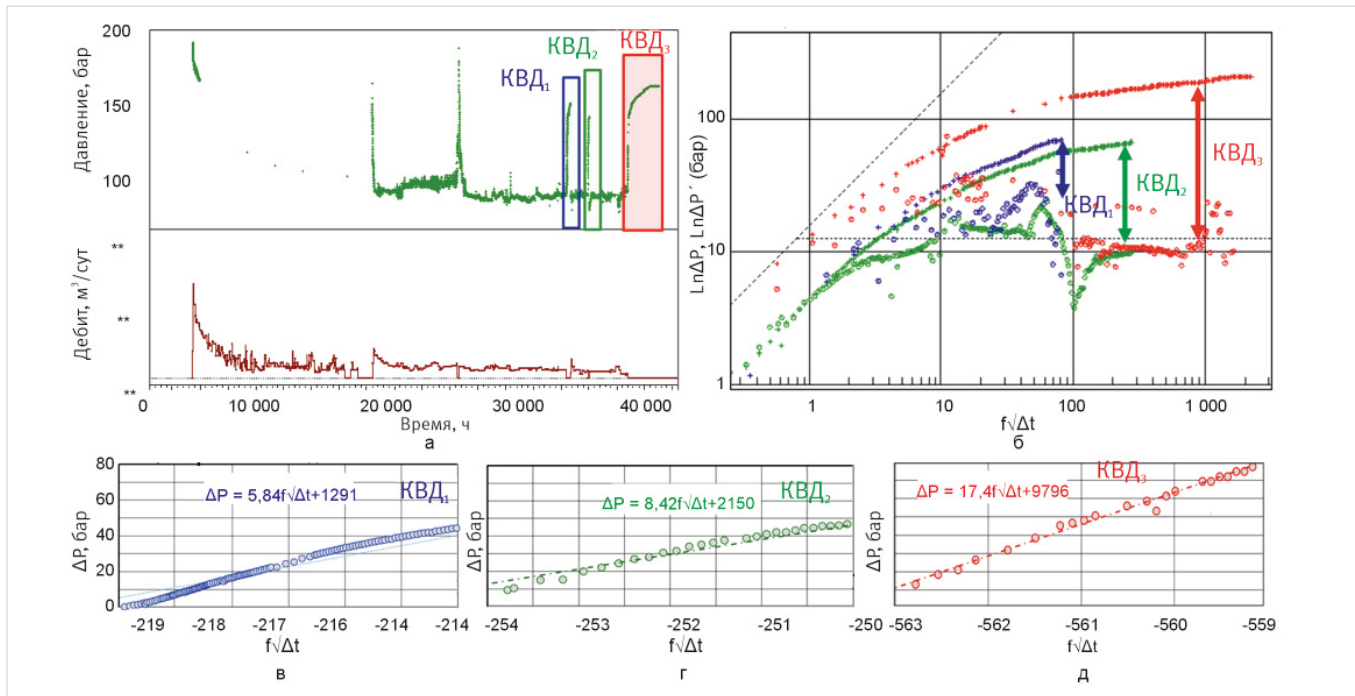 200
150
100
Давление, бар
КВД₁
КВД₂
КВД₃
**
**
**
Дебит, м³/сут
0
10 000
20 000
30 000
40 000
Время, ч
а
100
10
1
LnΔP, LnΔP´ (бар)
КВД₁
КВД₂
КВД₃
1
10
100
1 000
f√Δt
б
80
60
40
20
0
ΔP, бар
ΔP = 5,84f√Δt+1291
КВД₁
-219
-218
-217
-216
-214
-214
f√Δt
в
ΔP, бар
ΔP = 8,42f√Δt+2150
КВД₂
-254
-253
-252
-251
-250
f√Δt
г
ΔP, бар
ΔP = 17,4f√Δt+9796
КВД₃
-563
-562
-561
-560
-559
f√Δt
д